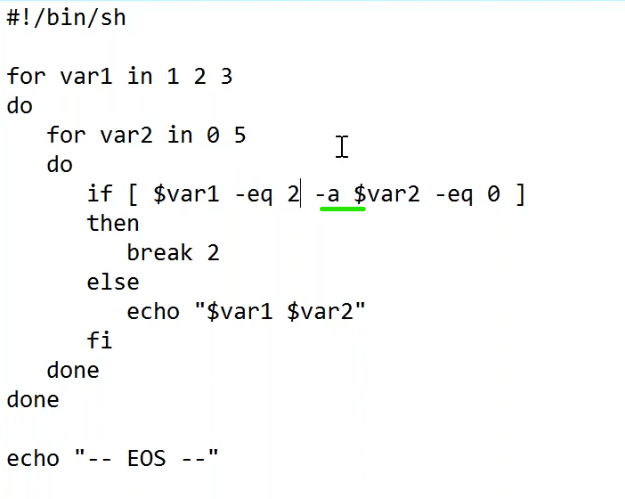 #!/bin/sh
for var1 in 1 2 3
do
for var2 in 0 5
do
if [ $var1 -eq 2 -a $var2 -eq 0 ]
then
break 2
else
echo "$var1 $var2"
fi
done
done
echo "-- EOS --"